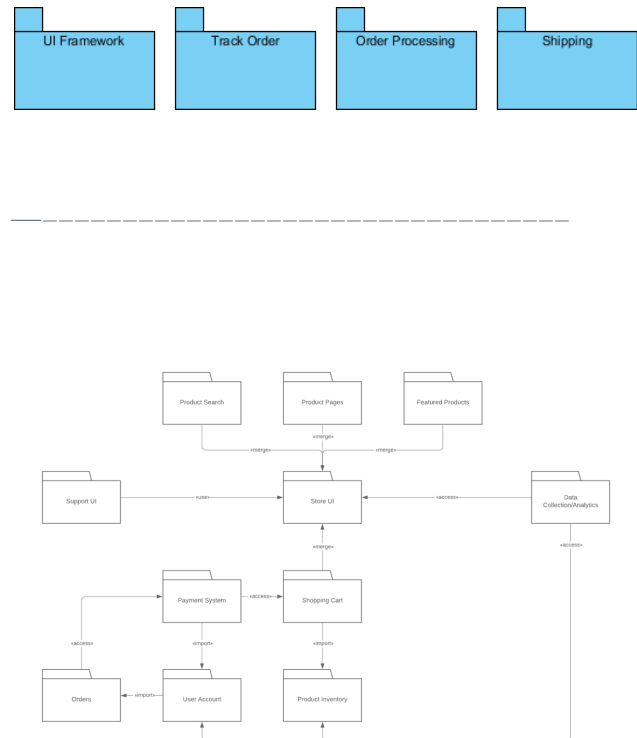 UI Framework
Track Order
Order Processing
Shipping
Product Search
Product Pages
Featured Products
«merge»
«merge»
«merge»
Support UI
«use»
Store UI
«access»
Data
Collection/Analytics
«merge»
«access»
Payment System
«access»
Shopping Cart
«access»
«import»
«import»
Orders
«import»
User Account
Product Inventory